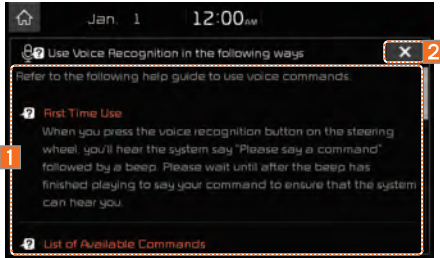 Jan. 1 12:00AM
Use Voice Recognition in the following ways
2
Refer to the following help guide to use voice commands.
First Time Use
When you press the voice recognition button on the steering
wheel, you'll hear the system say "Please say a command"
followed by a beep. Please wait until after the beep has
1
finished playing to say your command to ensure that the system
can hear you.
List of Available Commands